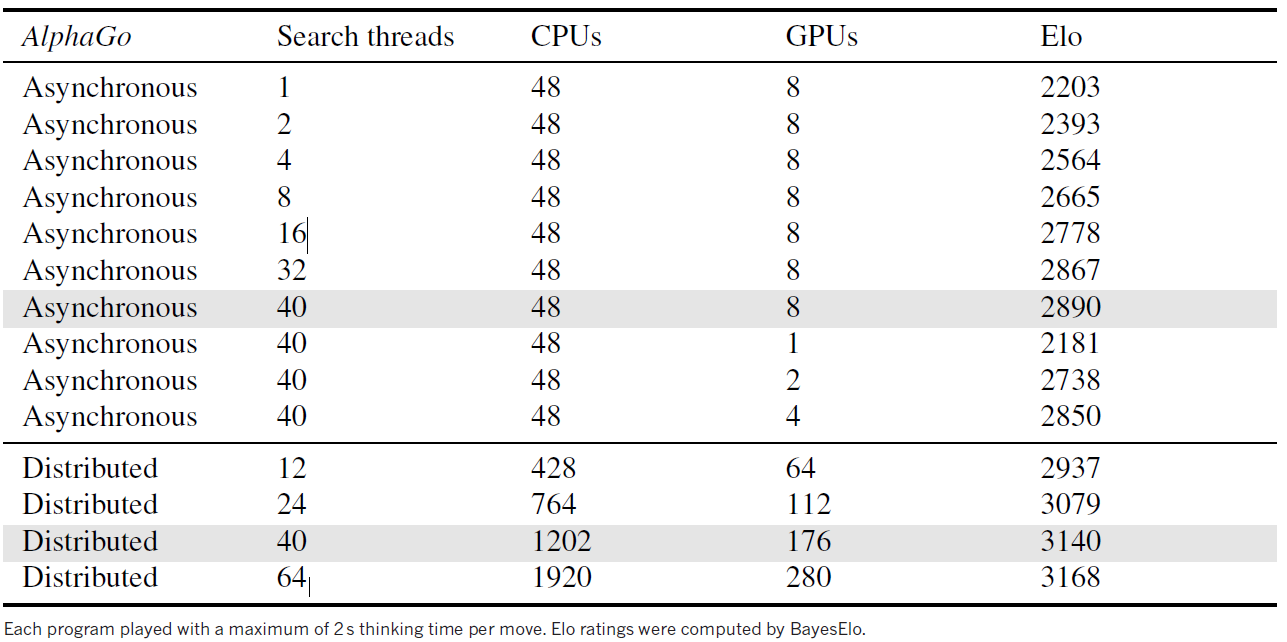 AlphaGo Search threads CPUs GPUs Elo
Asynchronous 1 48 8 2203
Asynchronous 2 48 8 2393
Asynchronous 4 48 8 2564
Asynchronous 8 48 8 2665
Asynchronous 16 48 8 2778
Asynchronous 32 48 8 2867
Asynchronous 40 48 8 2890
Asynchronous 40 48 1 2181
Asynchronous 40 48 2 2738
Asynchronous 40 48 4 2850
Distributed 12 428 64 2937
Distributed 24 764 112 3079
Distributed 40 1202 176 3140
Distributed 64 1920 280 3168
Each program played with a maximum of 2 s thinking time per move. Elo ratings were computed by BayesElo.